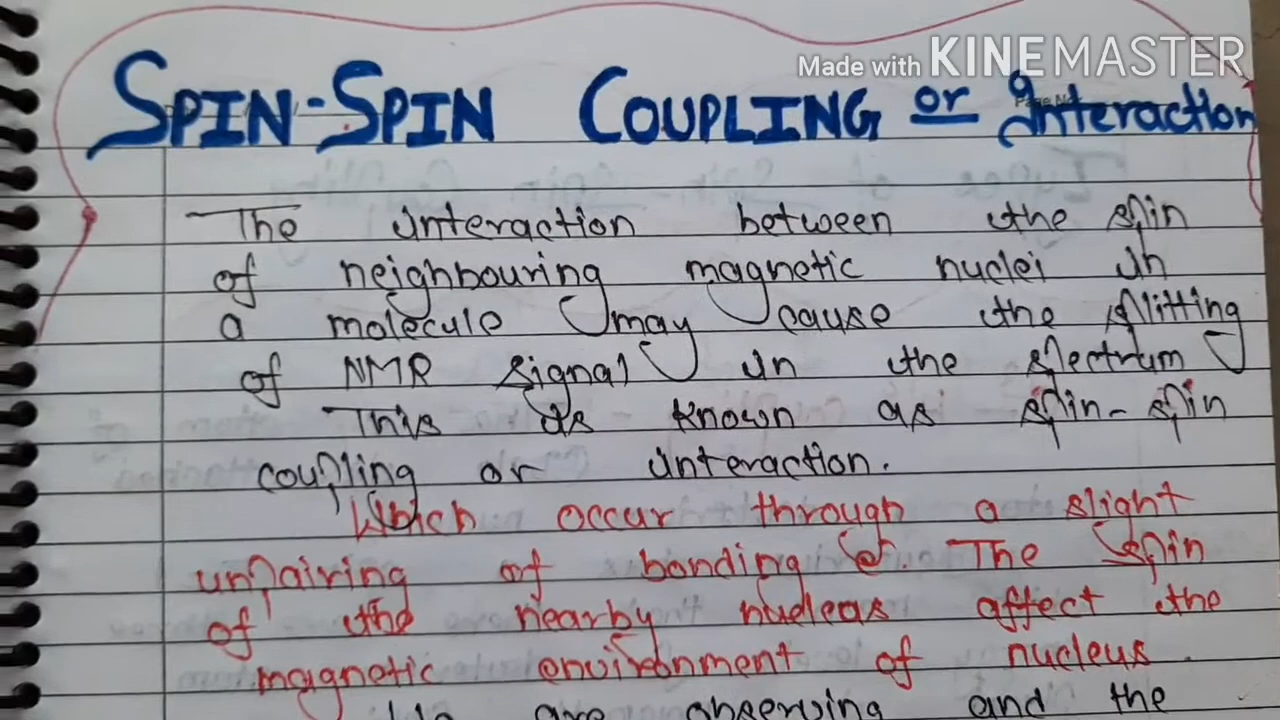 Made with KINEMASTER
SPIN-SPIN COUPLING or Interaction
The interaction between the spin
of neighbouring magnetic nuclei in
a molecule may cause the splitting
of NMR signal in the spectrum
This is known as spin-spin
coupling or interaction.
Which occur through a slight
unpairing of bonding e-. The spin
of the nearby nucleas affect the
magnetic environment of nucleus.
We are observing and the